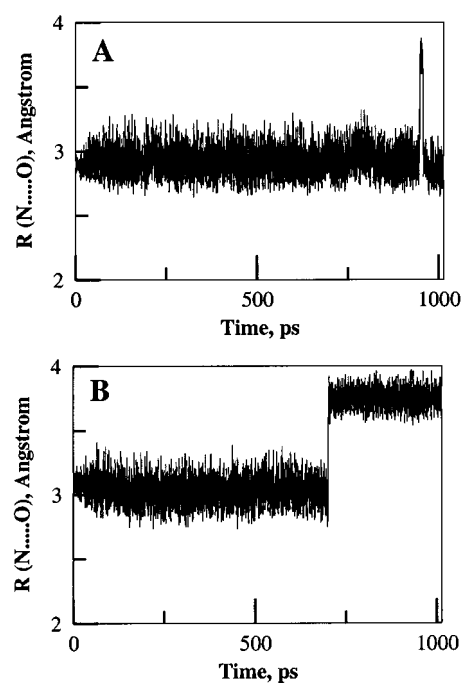 A
R (N.....O), Angstrom
4
3
2
0
500
1000
Time, ps
B
R (N.....O), Angstrom
4
3
2
0
500
1000
Time, ps